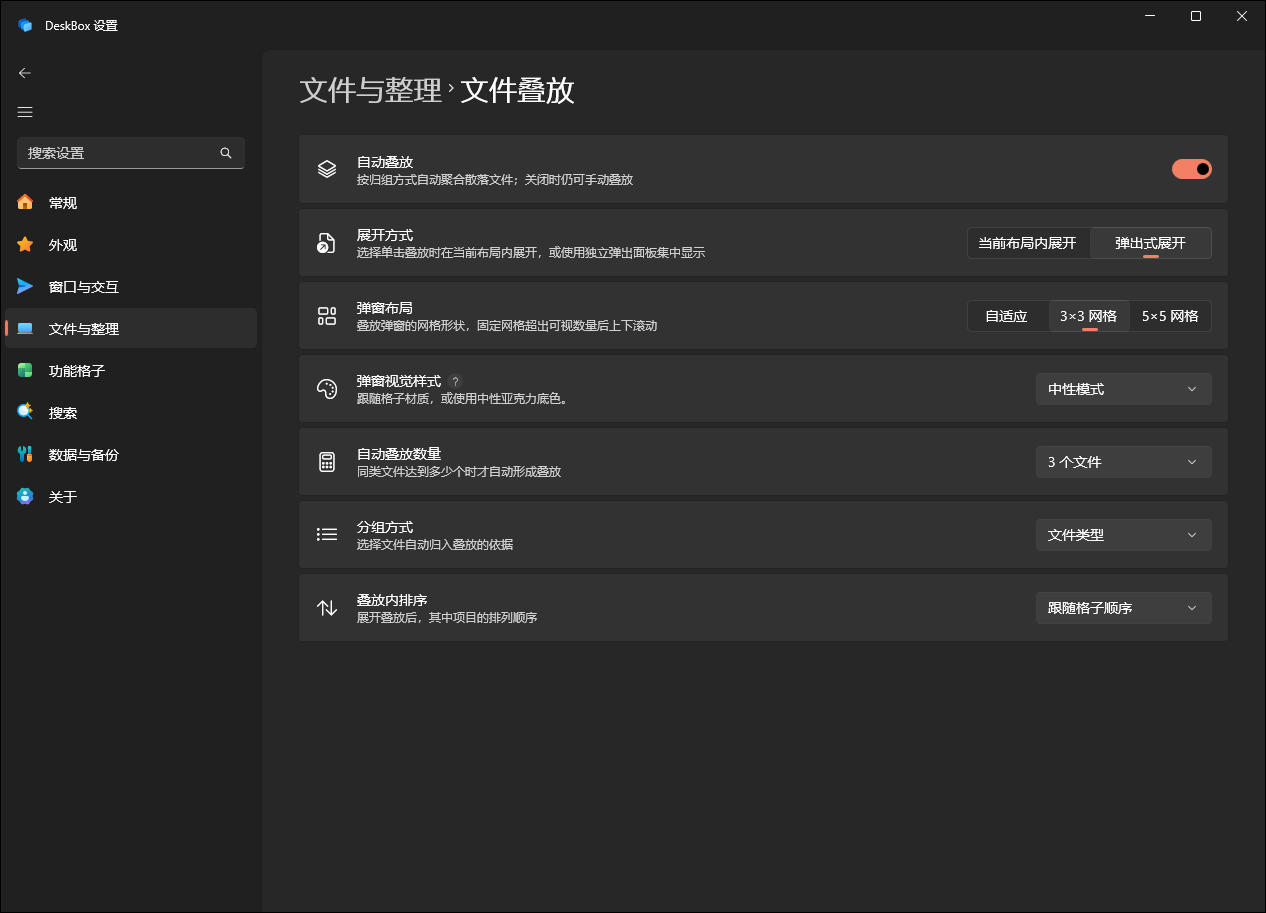 DeskBox 设置
搜索设置
常规
外观
窗口与交互
文件与整理
功能格子
搜索
数据与备份
关于
文件与整理 › 文件叠放
自动叠放
按归组方式自动聚合散落文件；关闭时仍可手动叠放
展开方式
选择单击叠放时在当前布局内展开，或使用独立弹出面板集中显示
当前布局内展开 弹出式展开
弹窗布局
叠放弹窗的网格形状，固定网格超出可视数量后上下滚动
自适应 3×3 网格 5×5 网格
弹窗视觉样式 ?
跟随格子材质，或使用中性亚克力底色。
中性模式
自动叠放数量
同类文件达到多少个时才自动形成叠放
3 个文件
分组方式
选择文件自动归入叠放的依据
文件类型
叠放内排序
展开叠放后，其中项目的排列顺序
跟随格子顺序